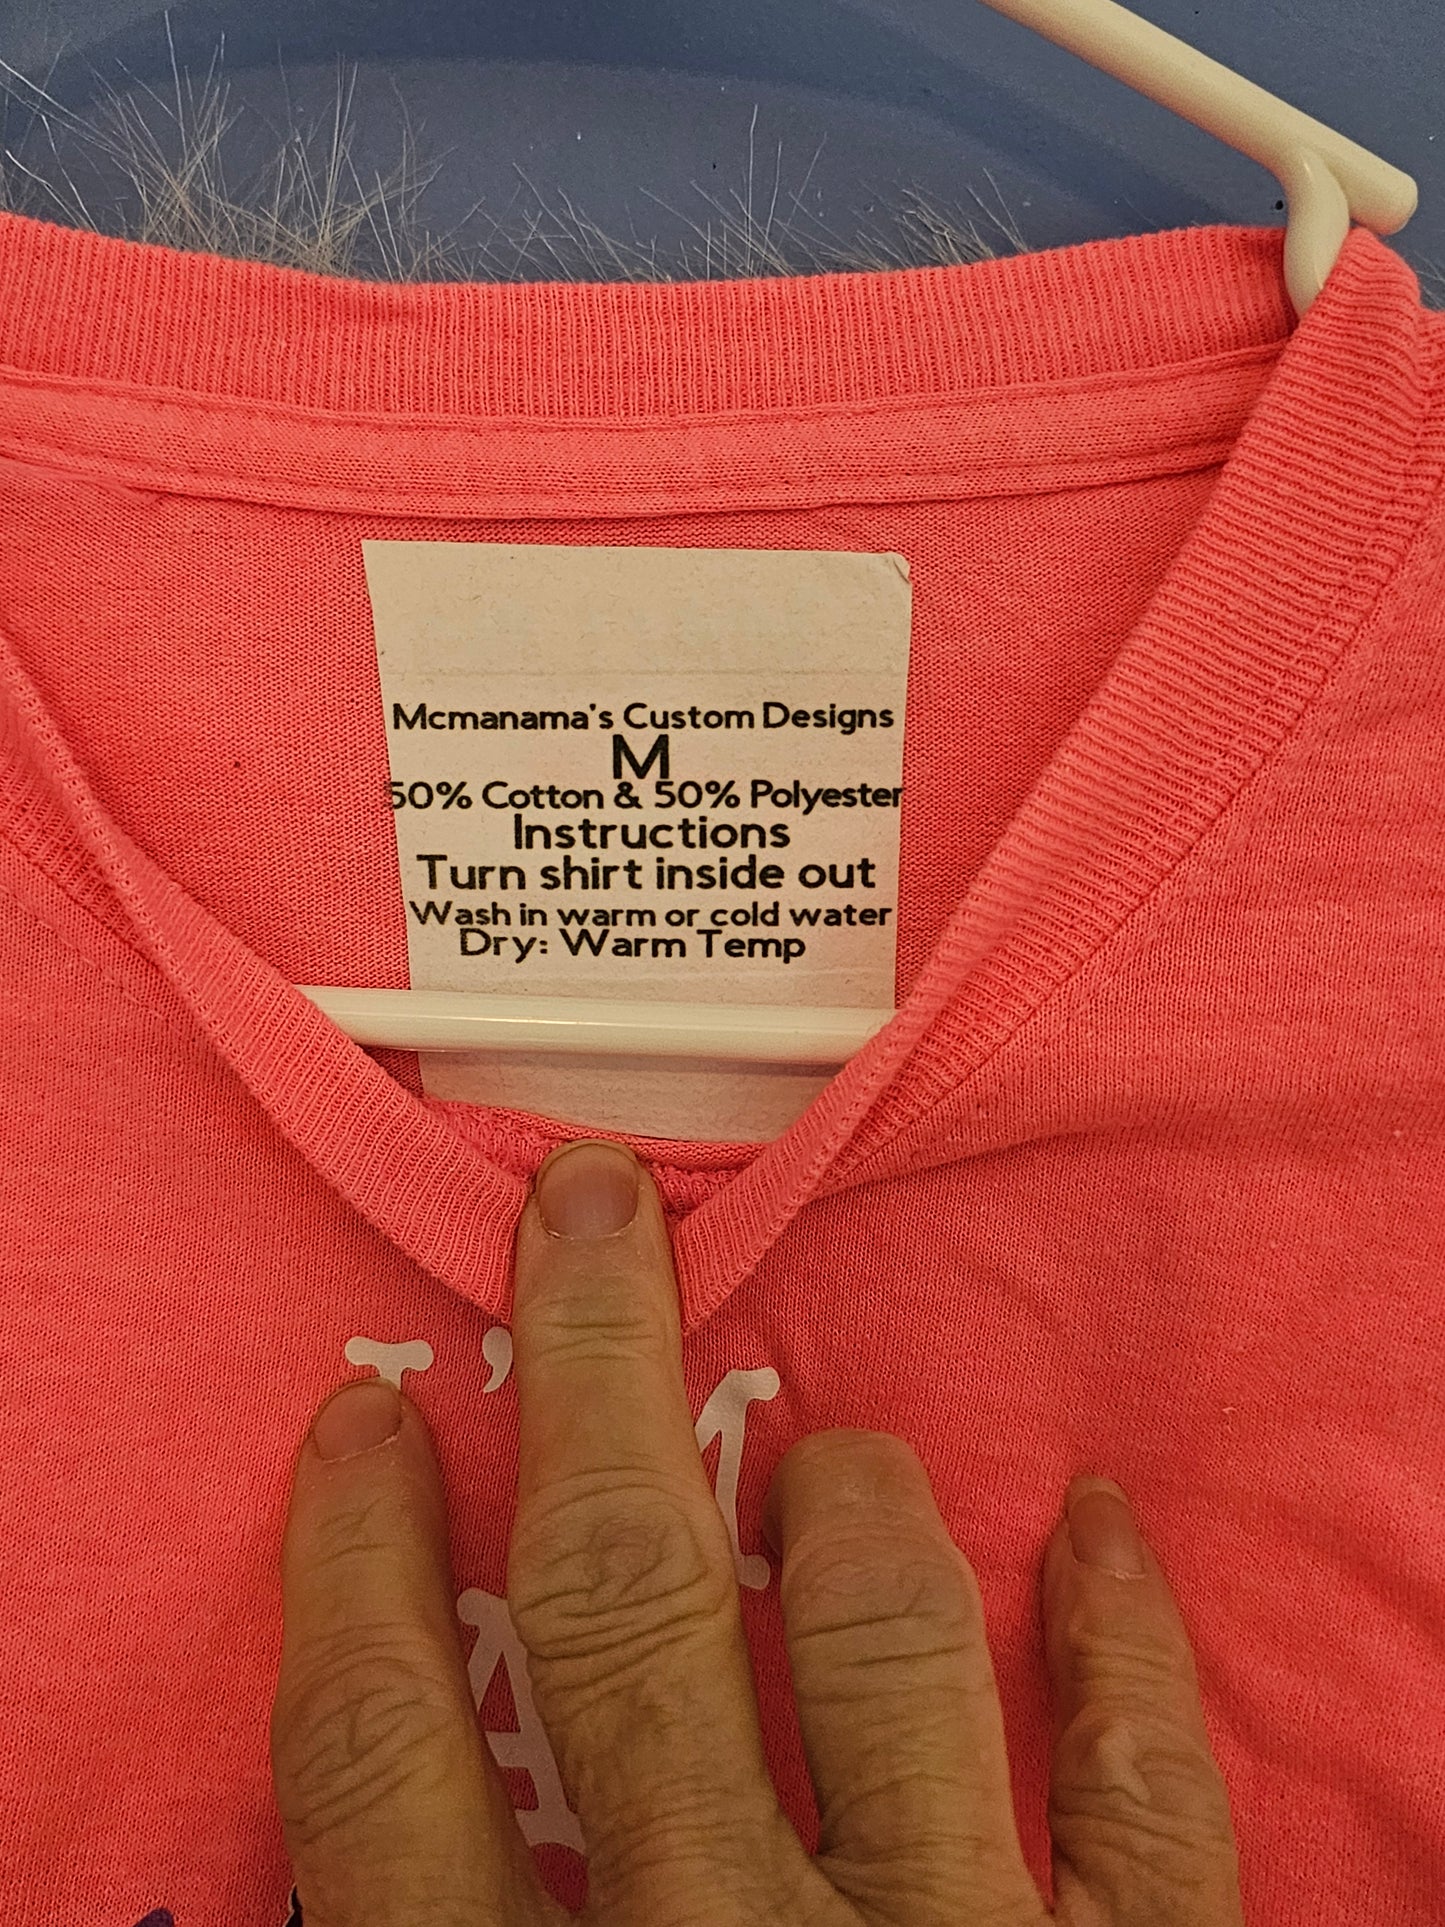 Mcmanama's Custom Designs
M
50% Cotton & 50% Polyester
Instructions
Turn shirt inside out
Wash in warm or cold water
Dry: Warm Temp
I'M